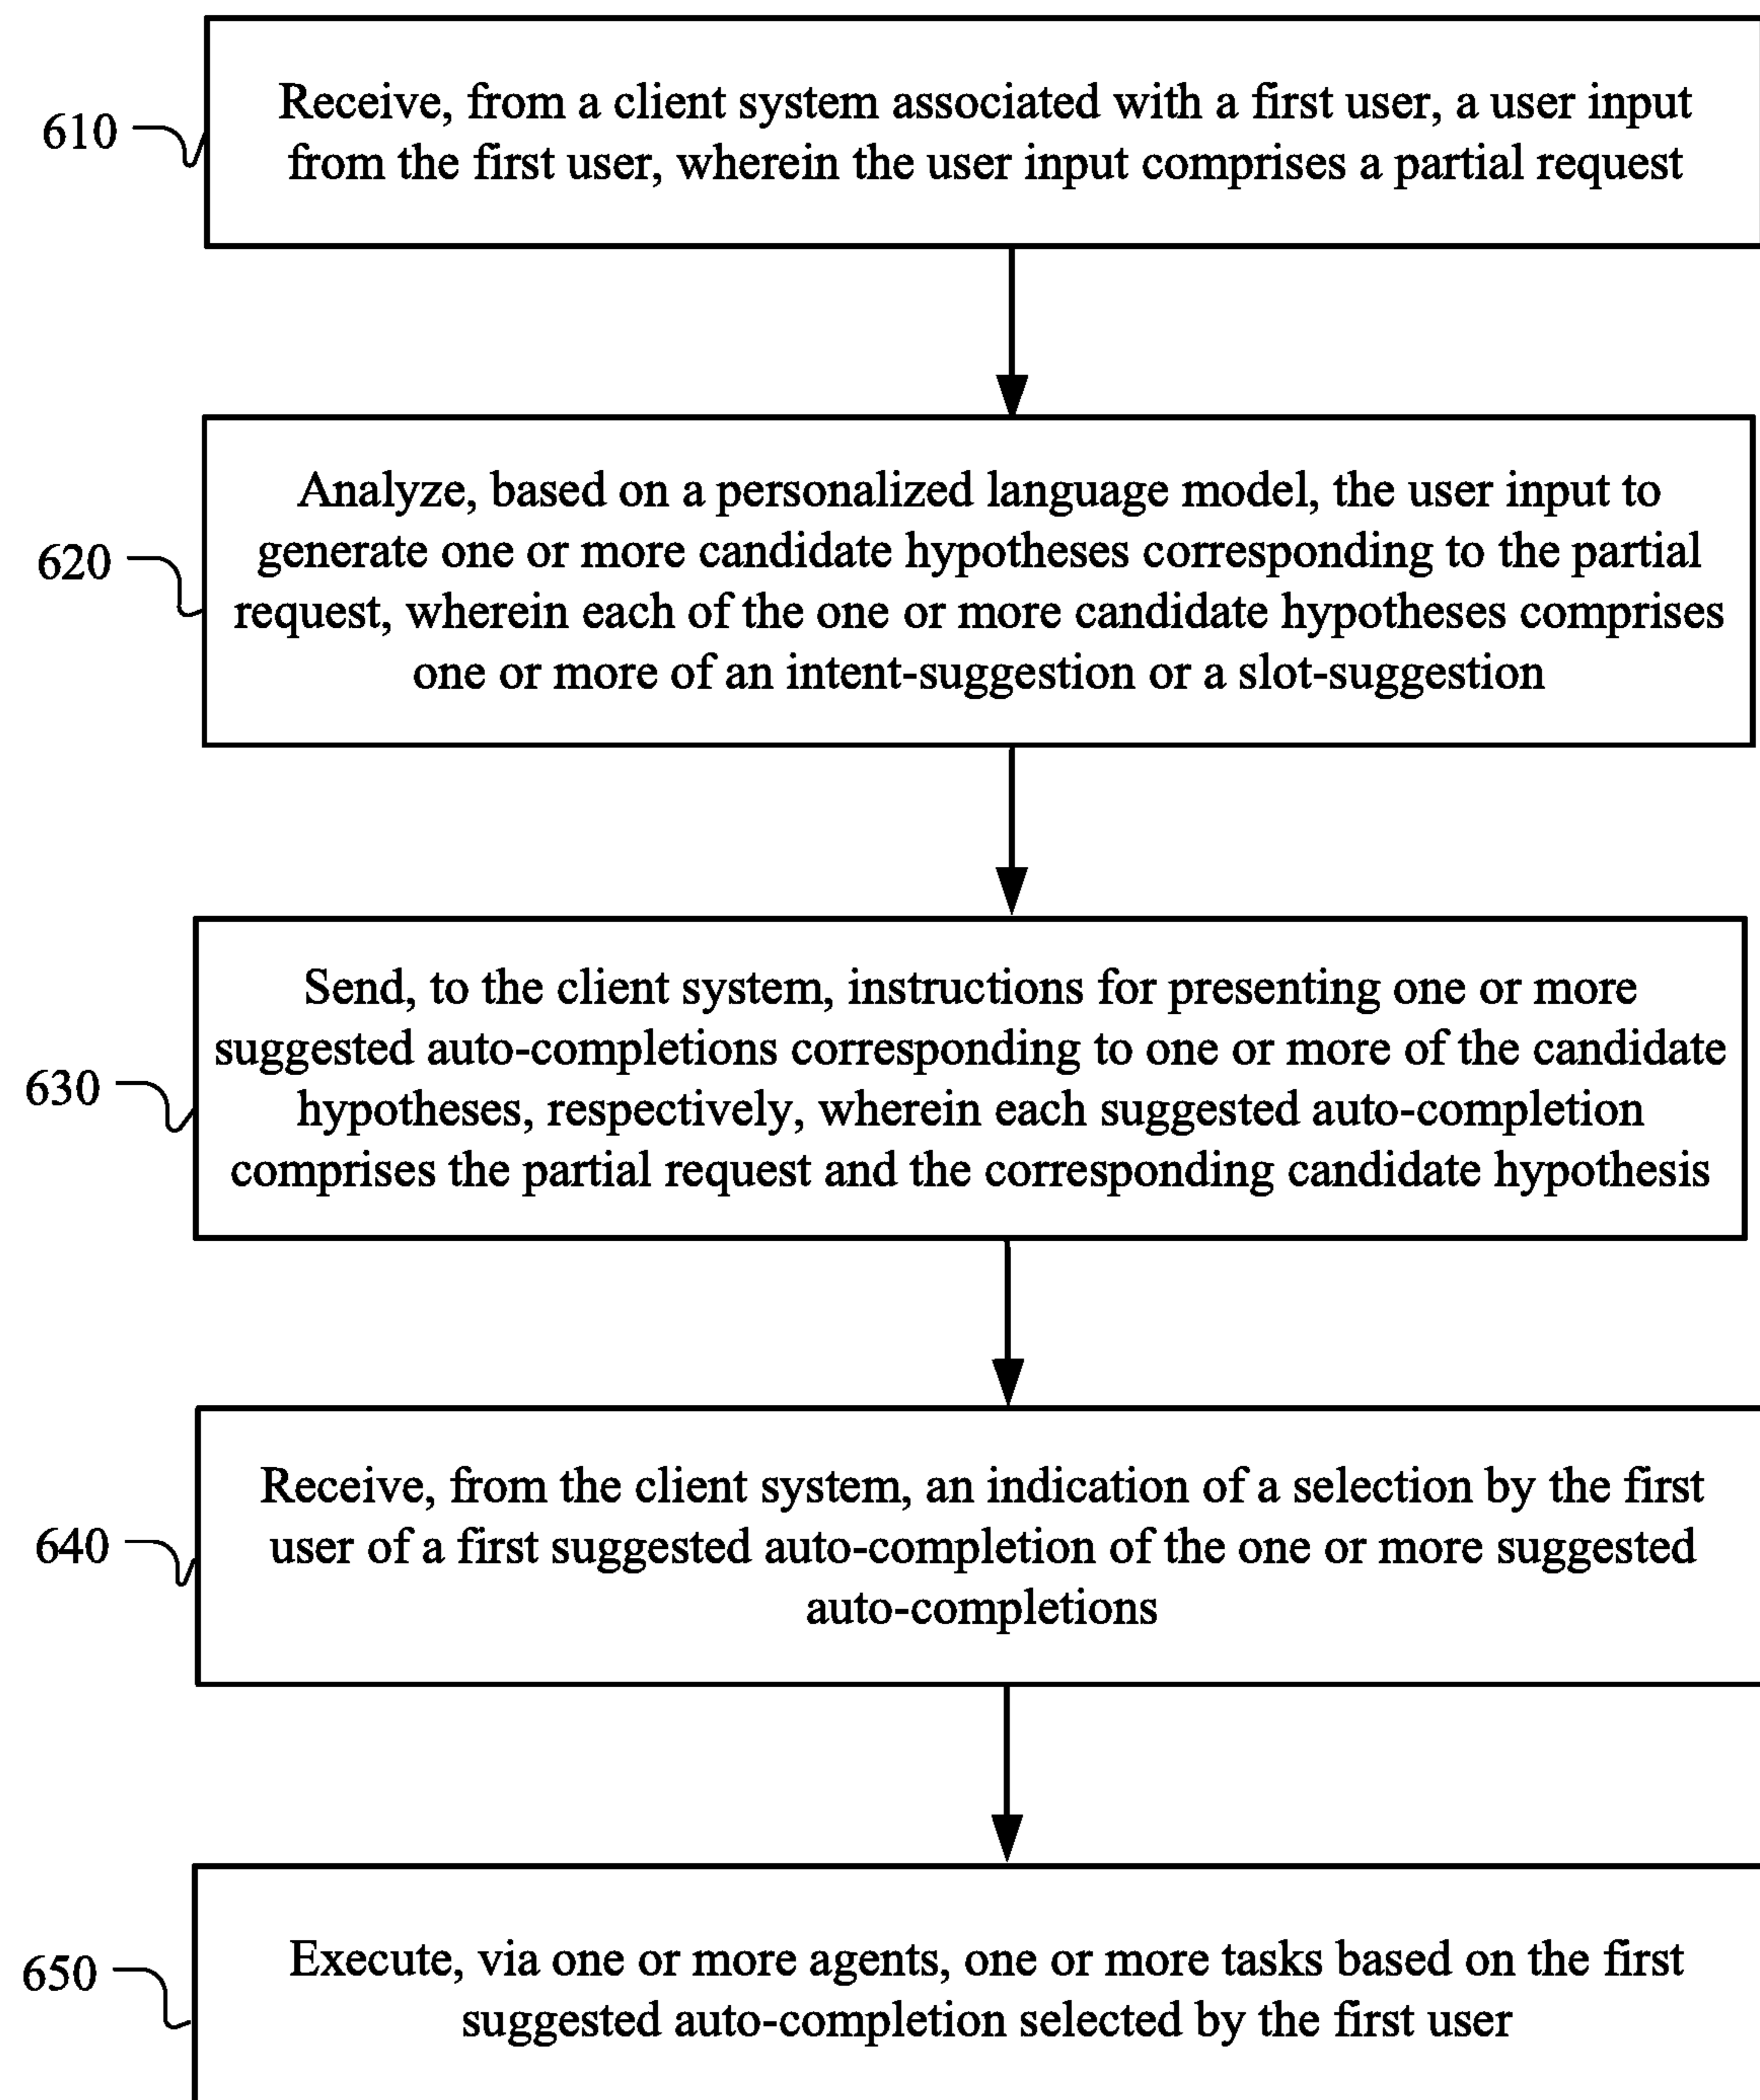 610
Receive, from a client system associated with a first user, a user input
from the first user, wherein the user input comprises a partial request
620
Analyze, based on a personalized language model, the user input to
generate one or more candidate hypotheses corresponding to the partial
request, wherein each of the one or more candidate hypotheses comprises
one or more of an intent-suggestion or a slot-suggestion
630
Send, to the client system, instructions for presenting one or more
suggested auto-completions corresponding to one or more of the candidate
hypotheses, respectively, wherein each suggested auto-completion
comprises the partial request and the corresponding candidate hypothesis
640
Receive, from the client system, an indication of a selection by the first
user of a first suggested auto-completion of the one or more suggested
auto-completions
650
Execute, via one or more agents, one or more tasks based on the first
suggested auto-completion selected by the first user